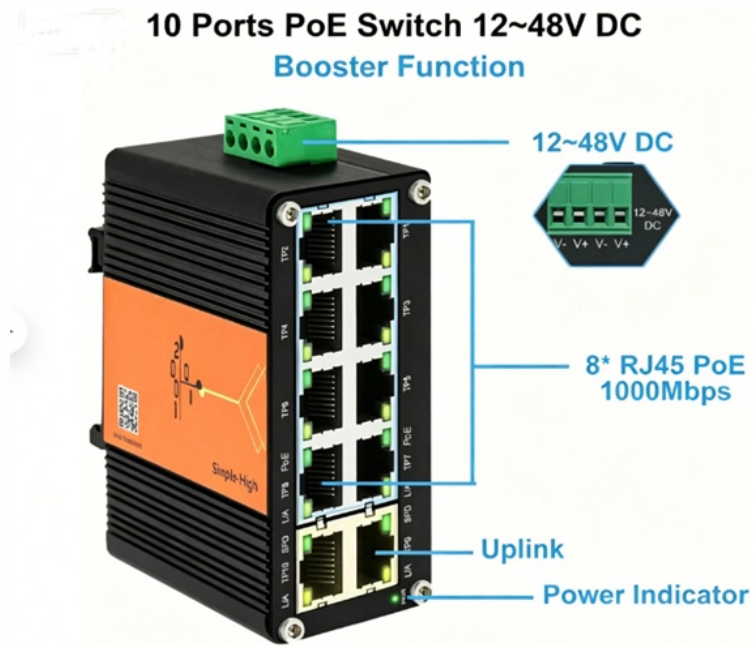 10 Ports PoE Switch 12~48V DC
Booster Function
12~48V DC
12-48V
DC
V- V+ V- V+
TP2
TP1
TP4
TP3
8* RJ45 PoE
1000Mbps
TP6
TP5
PoE
PoE
Simple-High
TP8
TP7
L/A
L/A
SPD
SPD
Uplink
TP10
TP9
L/A
L/A
Power Indicator